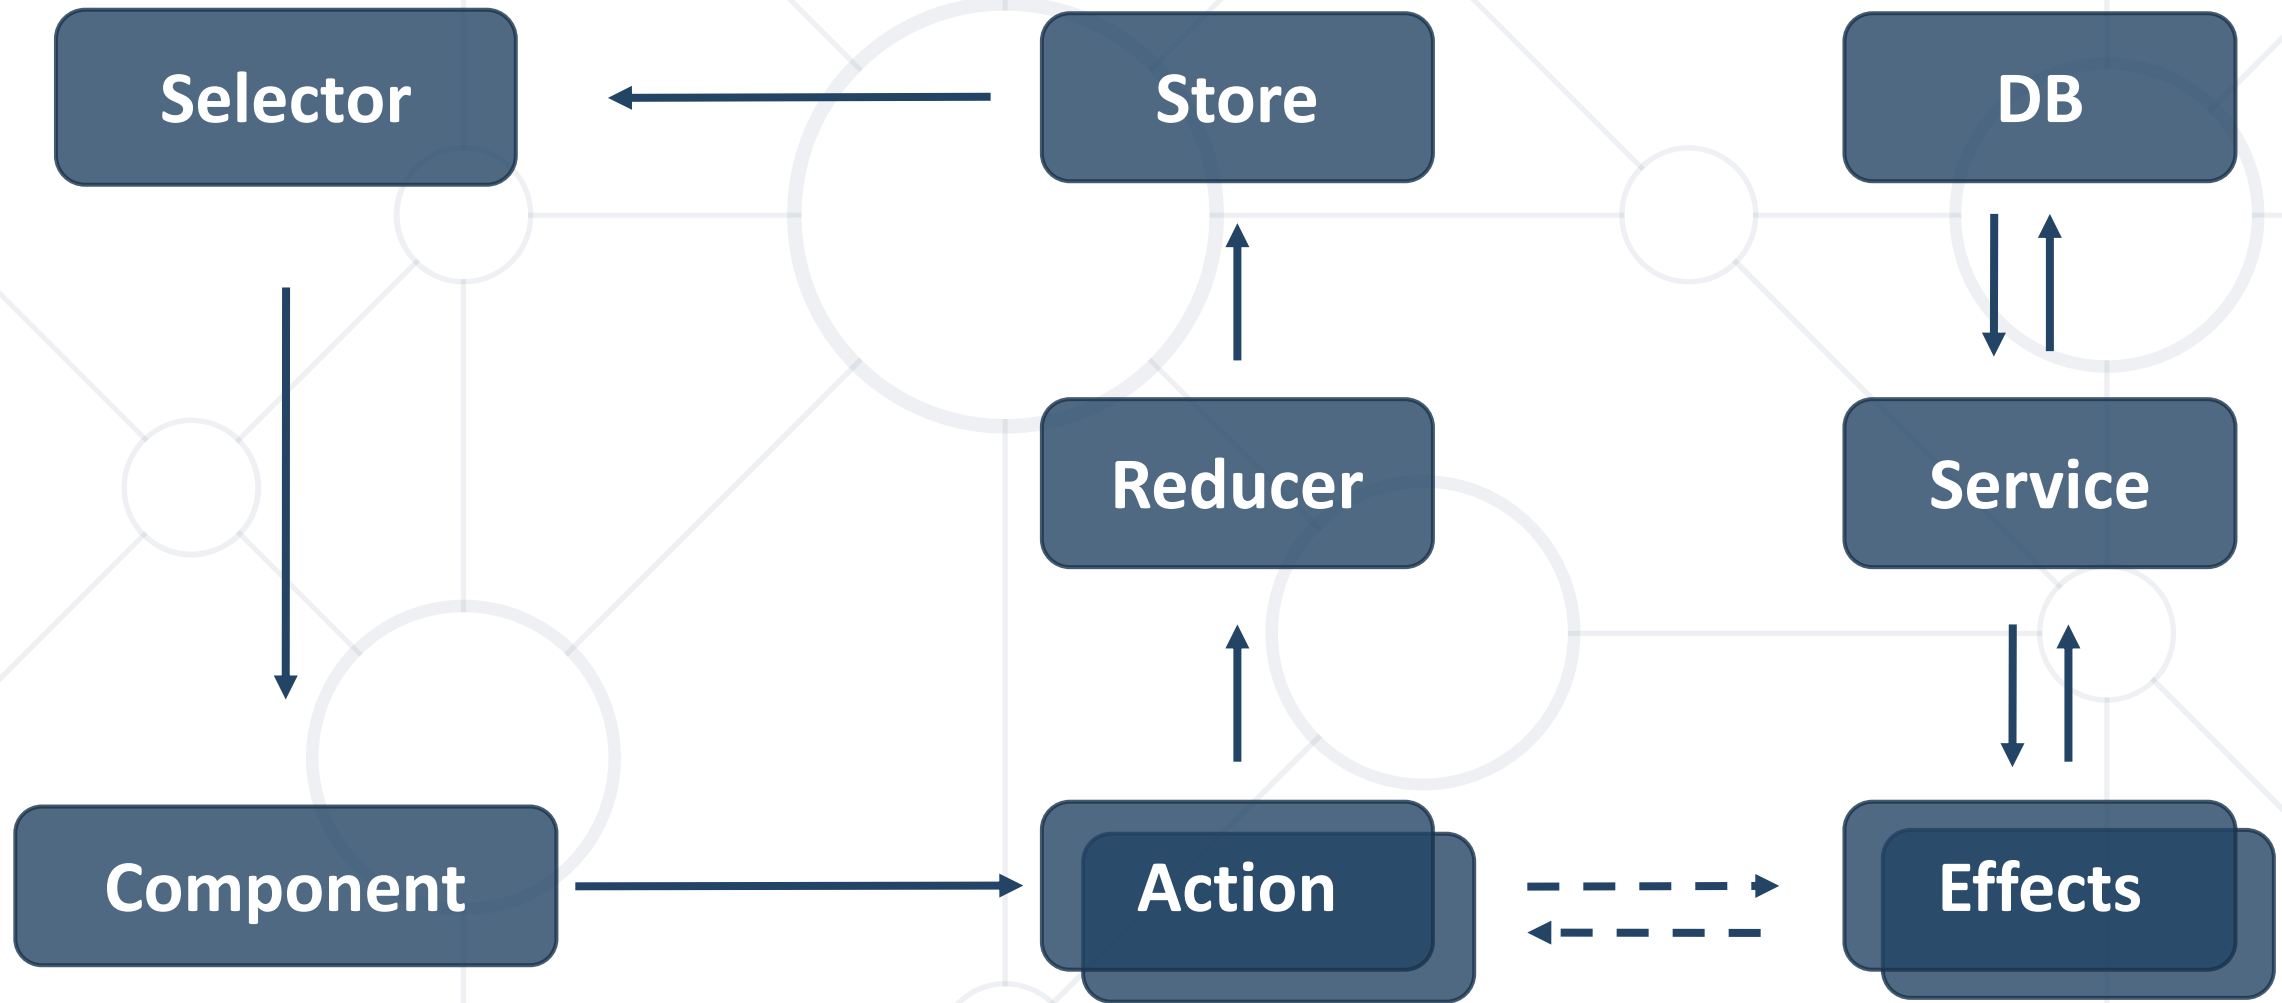 Selector
Store
DB
Reducer
Service
Component
Action
Effects